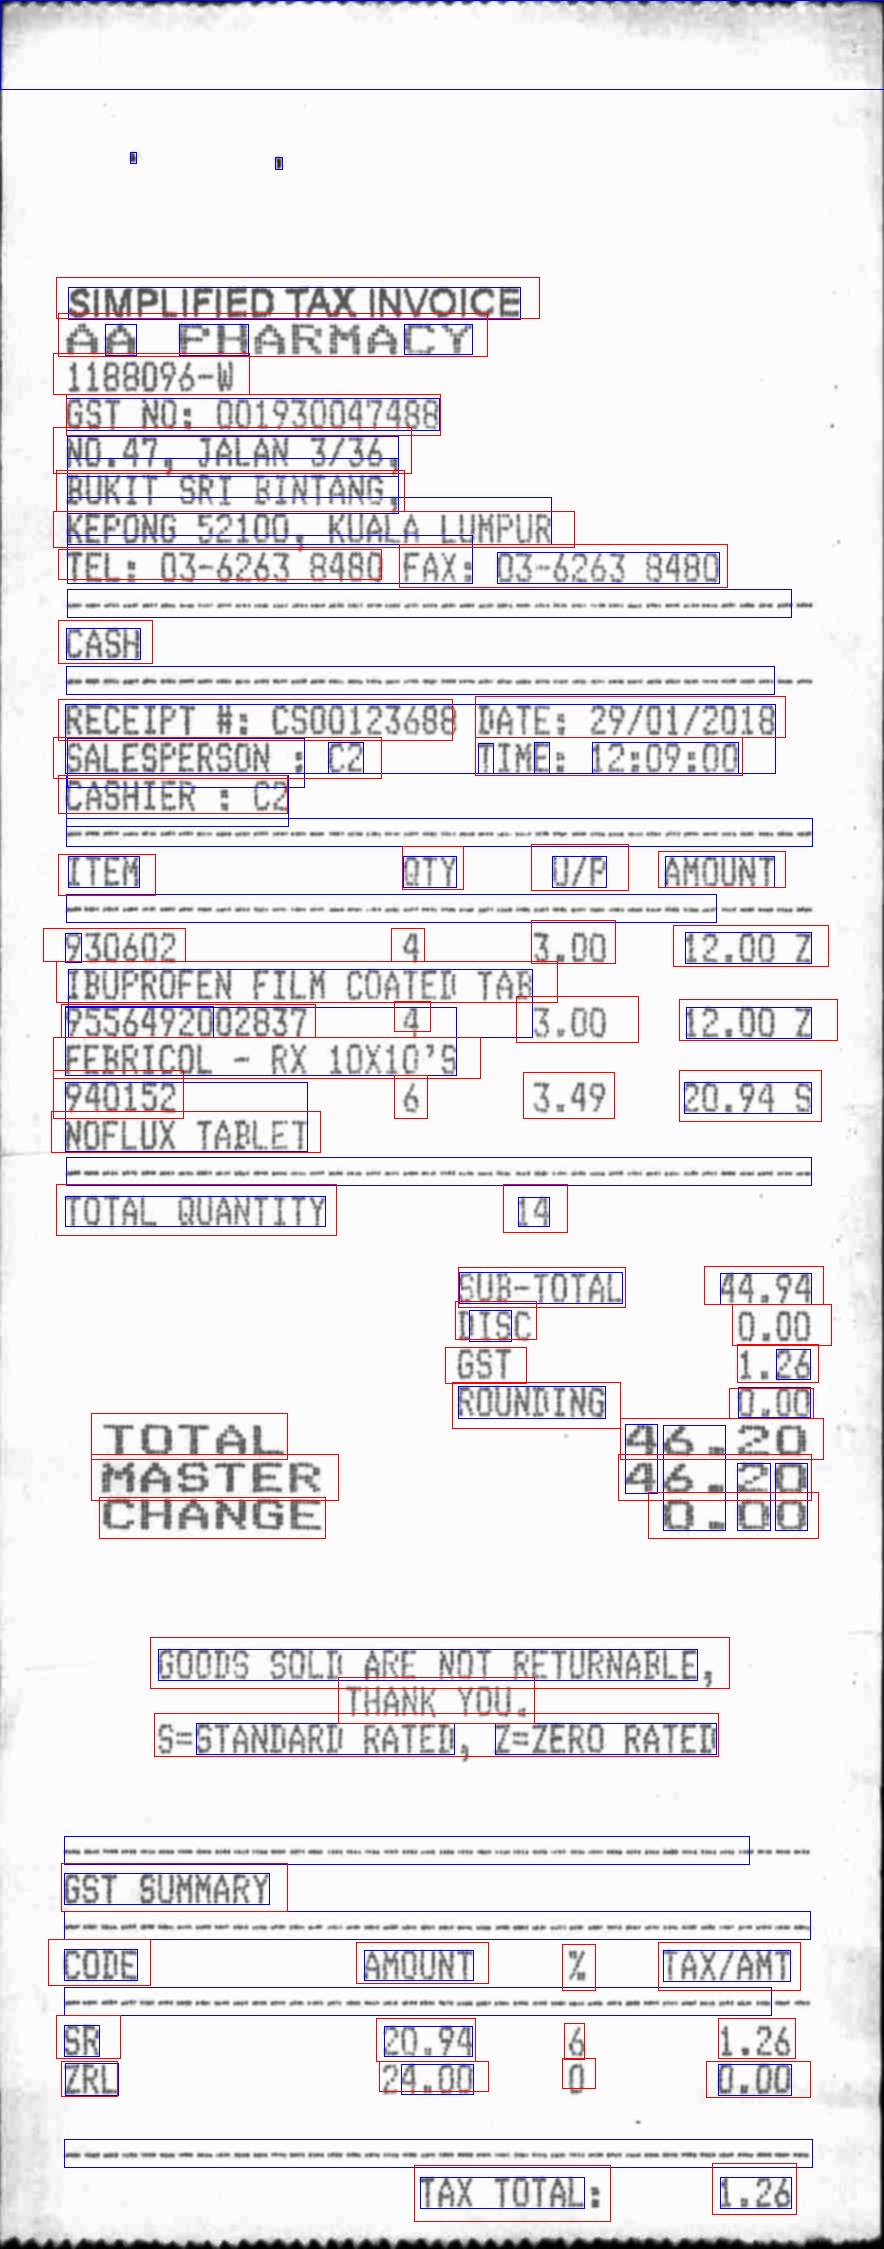 SIMPLIFIED TAX INVOICE
AA PHARMACY
1188096-W
GST NO: 001930047488
NO.47, JALAN 3/36,
BUKIT SRI BINTANG,
KEPONG 52100, KUALA LUMPUR
TEL: 03-6263 8480 FAX: 03-6263 8480
CASH
RECEIPT #: CS00123688 DATE: 29/01/2018
SALESPERSON : C2 TIME: 12:09:00
CASHIER : C2
ITEM QTY U/P AMOUNT
930602 4 3.00 12.00 Z
IBUPROFEN FILM COATED TAB
9556492002837 4 3.00 12.00 Z
FEBRICOL - RX 10X10'S
940152 6 3.49 20.94 S
NOFLUX TABLET
TOTAL QUANTITY 14
SUB-TOTAL 44.94
DISC 0.00
GST 1.26
ROUNDING 0.00
TOTAL 46.20
MASTER 46.20
CHANGE 0.00
GOODS SOLD ARE NOT RETURNABLE,
THANK YOU.
S=STANDARD RATED, Z=ZERO RATED
GST SUMMARY
CODE AMOUNT % TAX/AMT
SR 20.94 6 1.26
ZRL 24.00 0 0.00
TAX TOTAL: 1.26